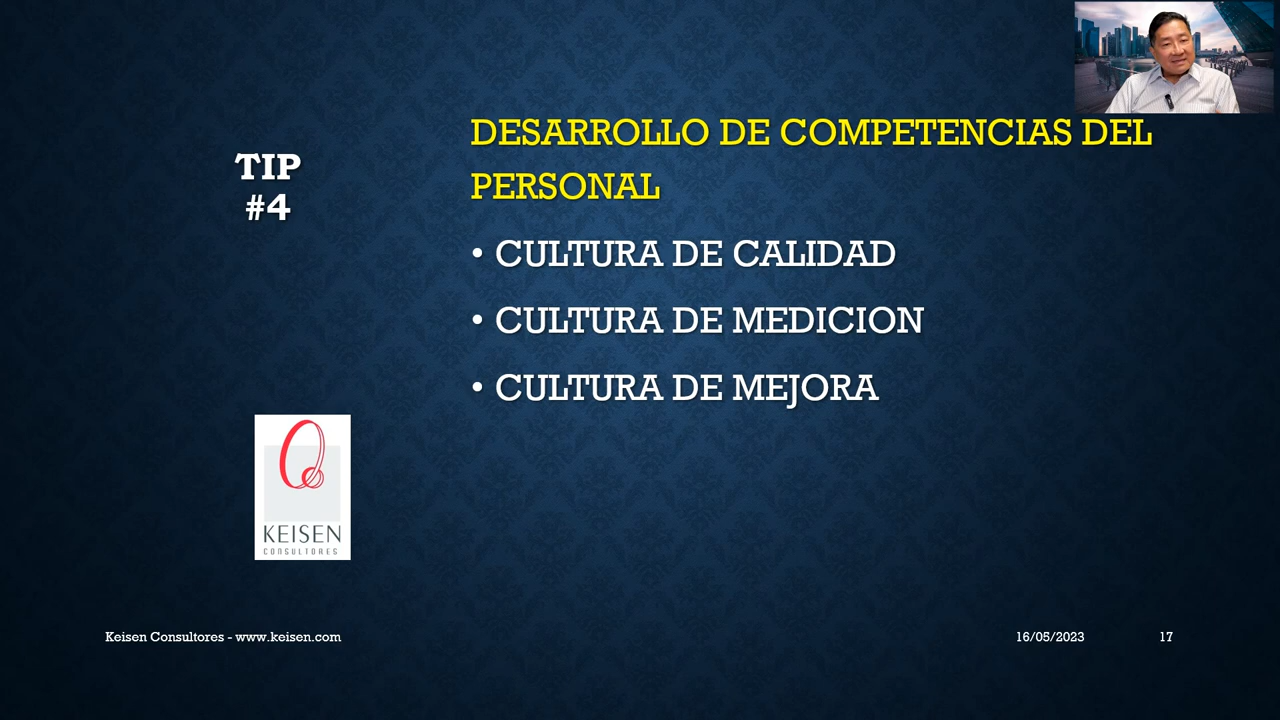 TIP
#4
DESARROLLO DE COMPETENCIAS DEL
PERSONAL
• CULTURA DE CALIDAD
• CULTURA DE MEDICION
• CULTURA DE MEJORA
KEISEN
CONSULTORES
Keisen Consultores - www.keisen.com
16/05/2023
17